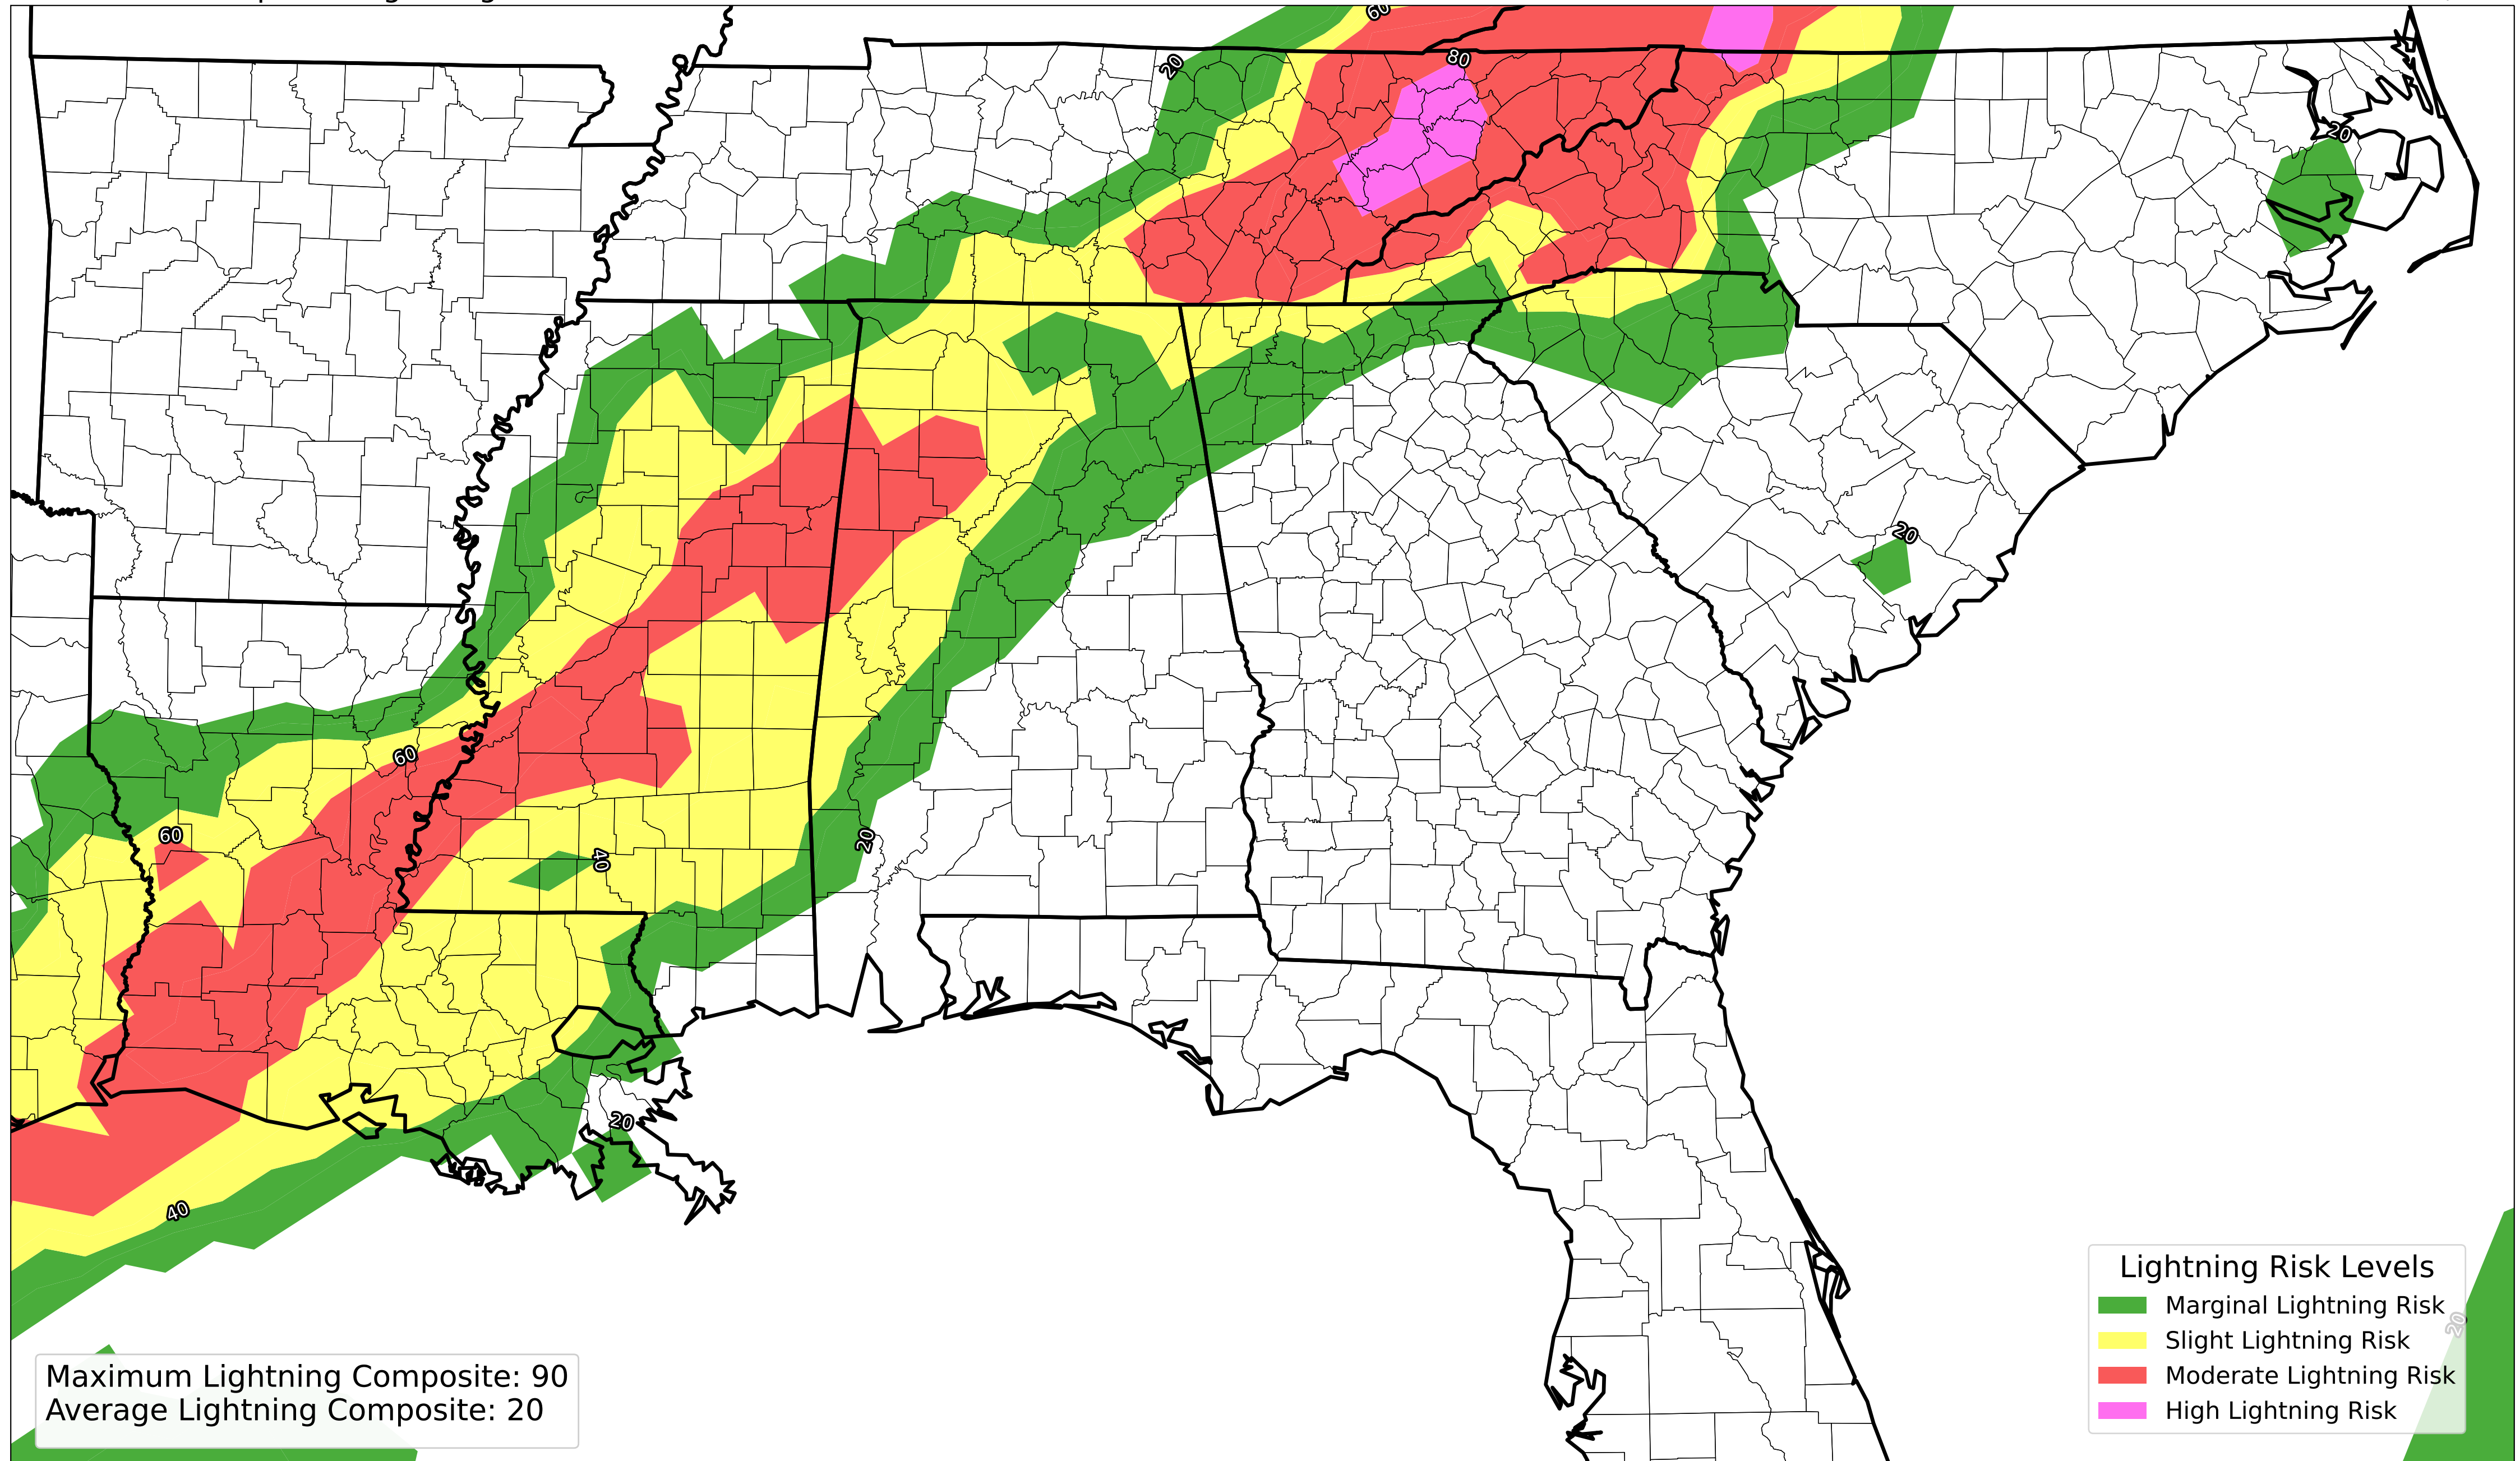 60
80
20
20
20
60
60
40
20
20
40
20
Lightning Risk Levels
Marginal Lightning Risk
Slight Lightning Risk
Moderate Lightning Risk
High Lightning Risk
Maximum Lightning Composite: 90
Average Lightning Composite: 20